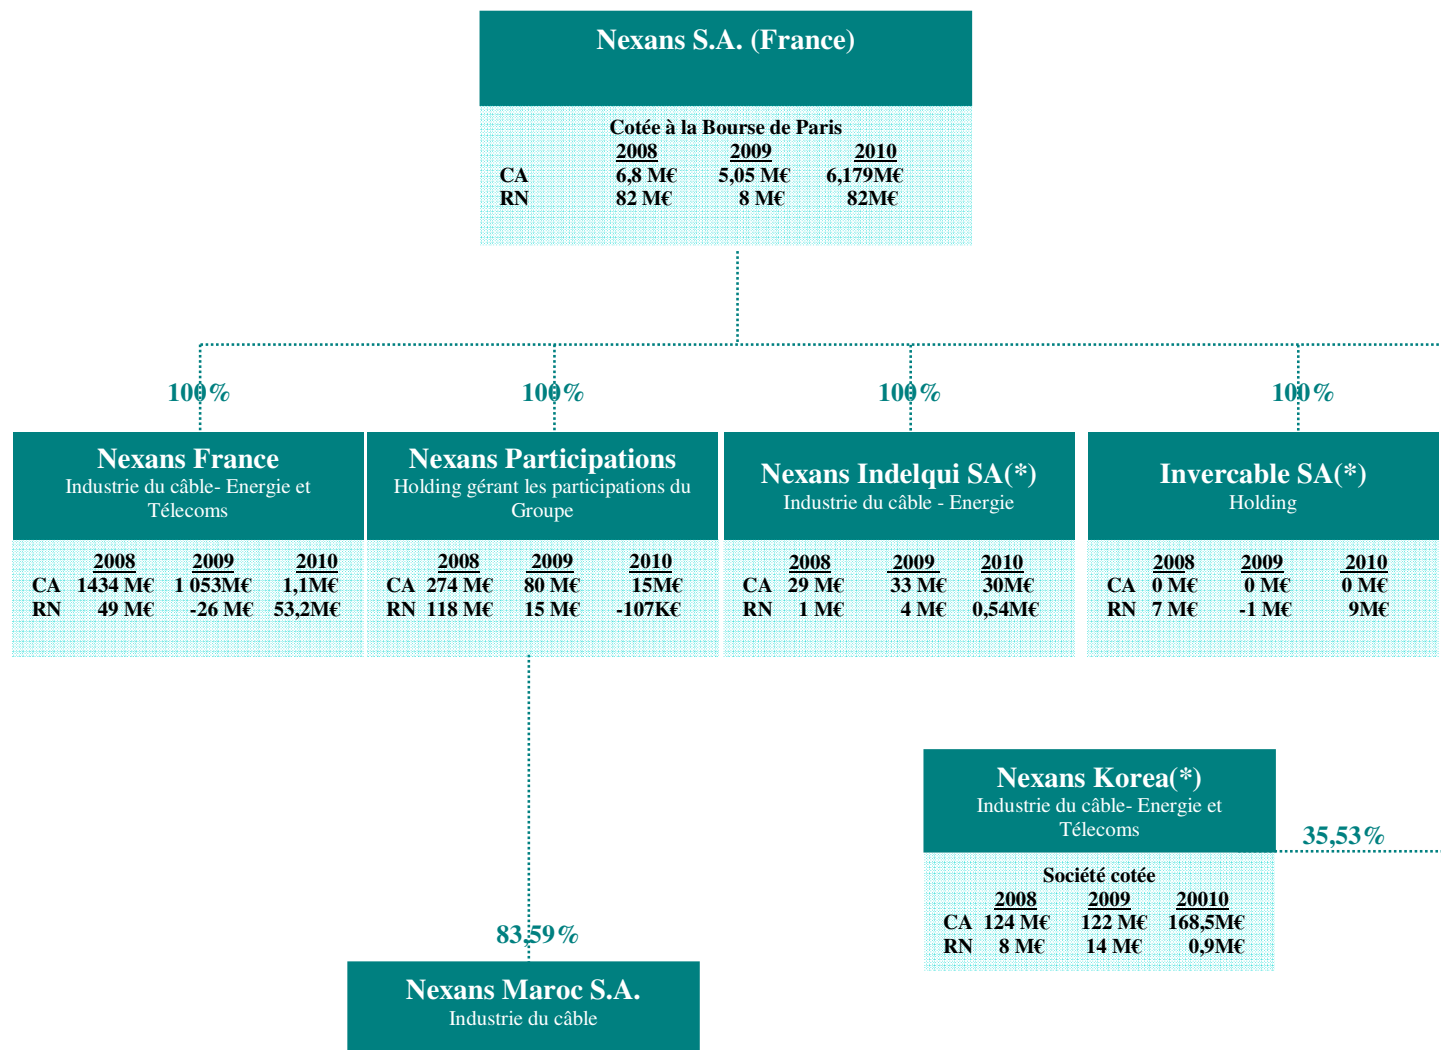 Nexans S.A. (France)
Cotée à la Bourse de Paris
2008 2009 2010
CA 6,8 M€ 5,05 M€ 6,179M€
RN 82 M€ 8 M€ 82M€
100% 100% 100% 100%
Nexans France
Industrie du câble- Energie et
Télecoms
2008 2009 2010
CA 1434 M€ 1 053M€ 1,1M€
RN 49 M€ -26 M€ 53,2M€
Nexans Participations
Holding gérant les participations du
Groupe
2008 2009 2010
CA 274 M€ 80 M€ 15M€
RN 118 M€ 15 M€ -107K€
Nexans Indelqui SA(*)
Industrie du câble - Energie
2008 2009 2010
CA 29 M€ 33 M€ 30M€
RN 1 M€ 4 M€ 0,54M€
Invercable SA(*)
Holding
2008 2009 2010
CA 0 M€ 0 M€ 0 M€
RN 7 M€ -1 M€ 9M€
Nexans Korea(*)
Industrie du câble- Energie et
Télecoms
35,53%
Société cotée
2008 2009 20010
CA 124 M€ 122 M€ 168,5M€
RN 8 M€ 14 M€ 0,9M€
83,59%
Nexans Maroc S.A.
Industrie du câble